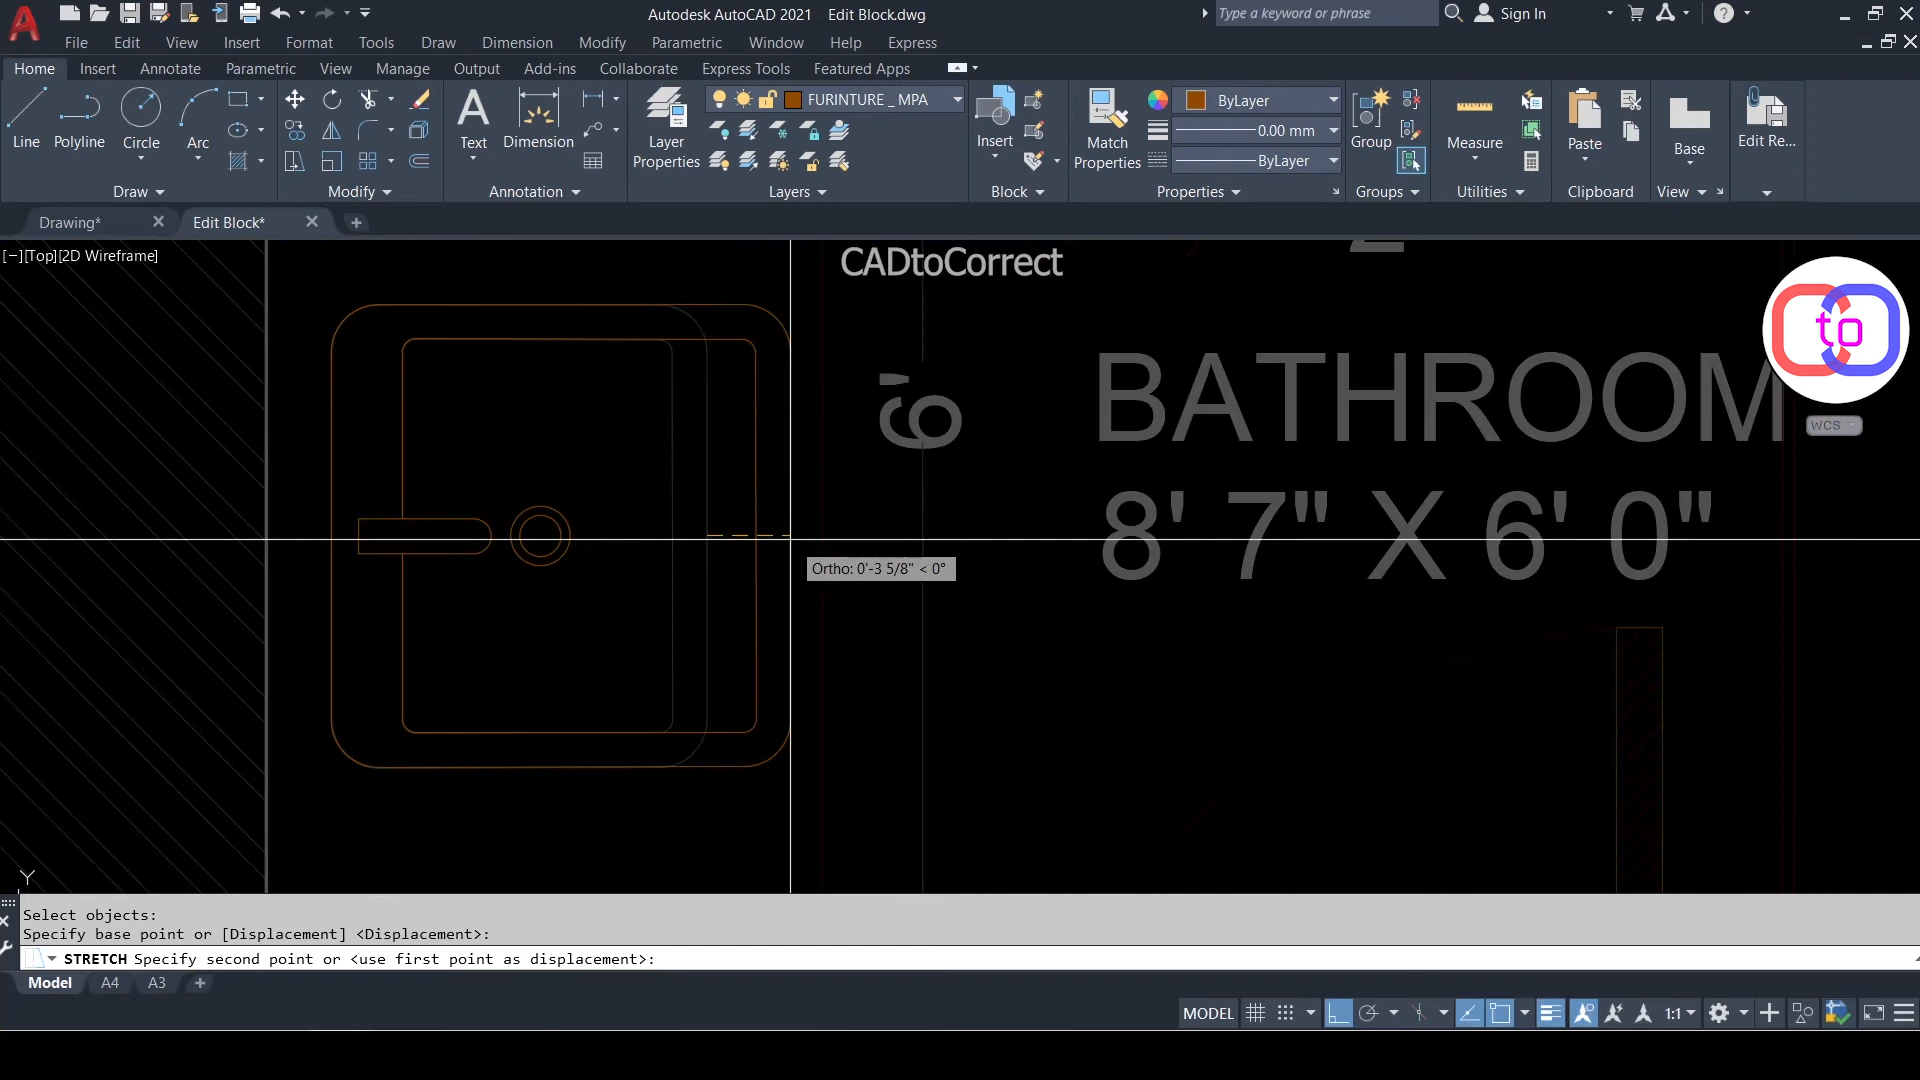 Autodesk AutoCAD 2021 Edit Block.dwg
Type a keyword or phrase
Sign In
File Edit View Insert Format Tools Draw Dimension Modify Parametric Window Help Express
Home Insert Annotate Parametric View Manage Output Add-ins Collaborate Express Tools Featured Apps
FURINTURE _ MPA
ByLayer
0.00 mm
ByLayer
Line Polyline Circle Arc
Text Dimension
Layer
Properties
Insert
Match
Properties
Group
Measure
Paste
Base
Edit Re...
Draw Modify Annotation Layers Block Properties Groups Utilities Clipboard View
Drawing* Edit Block*
[−][Top][2D Wireframe]
CADtoCorrect
to
6'
BATHROOM
WCS
8' 7" X 6' 0"
Ortho: 0'-3 5/8" < 0°
Y
Select objects:
Specify base point or [Displacement] <Displacement>:
STRETCH Specify second point or <use first point as displacement>:
Model A4 A3
MODEL 1:1